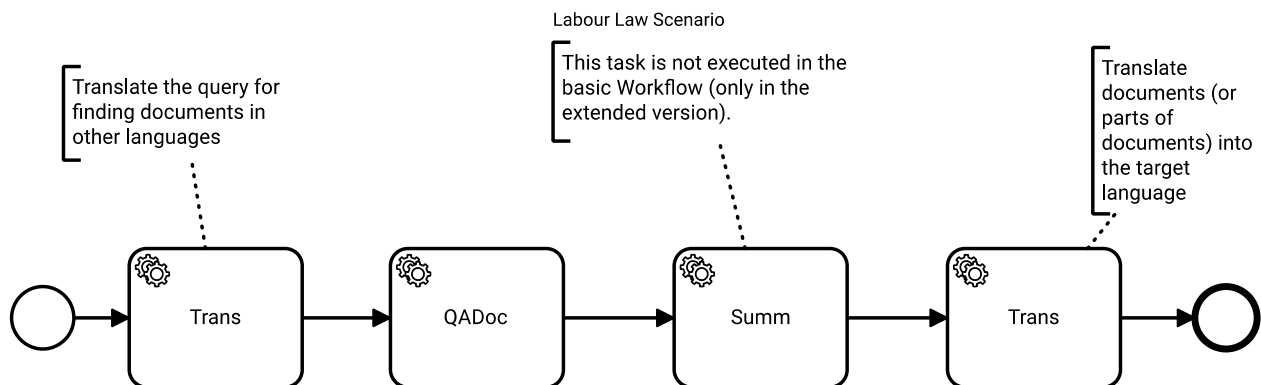 Labour Law Scenario
Translate the query for
finding documents in
other languages
This task is not executed in the
basic Workflow (only in the
extended version).
Translate
documents (or
parts of
documents) into
the target
language
Trans
QADoc
Summ
Trans